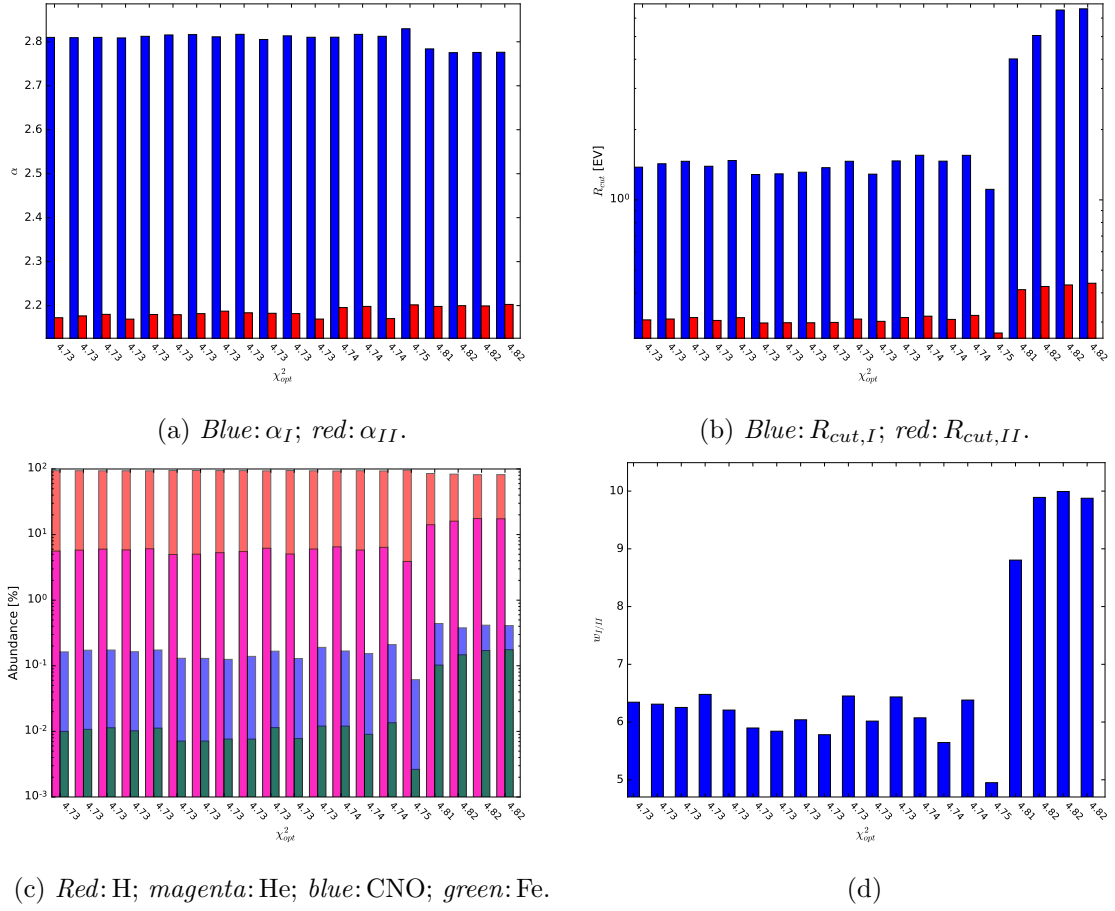 2.8
2.7
2.6
2.5
2.4
2.3
2.2
α
4.73 4.73 4.73 4.73 4.73 4.73 4.73 4.73 4.73 4.73 4.73 4.73 4.74 4.74 4.74 4.75 4.81 4.82 4.82 4.82
χ²ₒₚₜ
(a) Blue: α_I; red: α_II.
R_cut [EV]
10⁰
4.73 4.73 4.73 4.73 4.73 4.73 4.73 4.73 4.73 4.73 4.73 4.73 4.74 4.74 4.74 4.75 4.81 4.82 4.82 4.82
χ²ₒₚₜ
(b) Blue: R_cut,I; red: R_cut,II.
10²
10¹
10⁰
10⁻¹
10⁻²
10⁻³
Abundance [%]
4.73 4.73 4.73 4.73 4.73 4.73 4.73 4.73 4.73 4.73 4.73 4.73 4.74 4.74 4.74 4.75 4.81 4.82 4.82 4.82
χ²ₒₚₜ
(c) Red: H; magenta: He; blue: CNO; green: Fe.
10
9
8
7
6
5
w_I/II
4.73 4.73 4.73 4.73 4.73 4.73 4.73 4.73 4.73 4.73 4.73 4.73 4.74 4.74 4.74 4.75 4.81 4.82 4.82 4.82
χ²ₒₚₜ
(d)